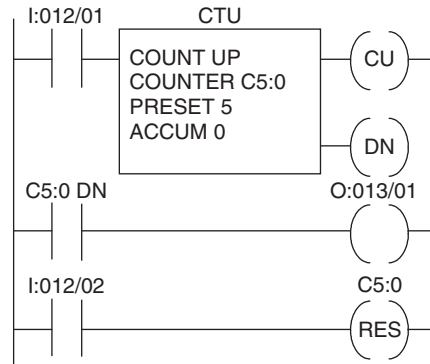 I:012/01
CTU
COUNT UP
COUNTER C5:0
PRESET 5
ACCUM 0
CU
DN
C5:0 DN
O:013/01
I:012/02
C5:0
RES